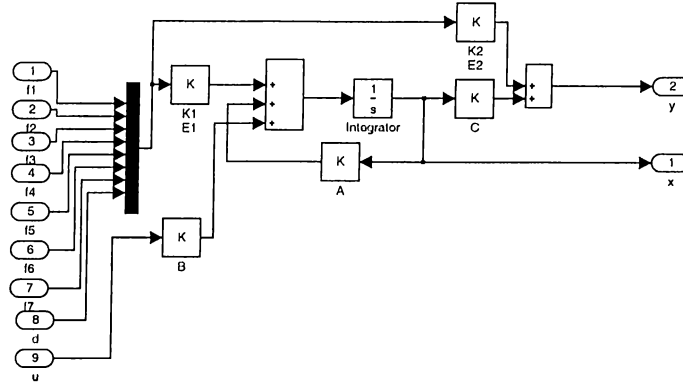 1
f1
2
f2
3
f3
4
f4
5
f5
6
f6
7
f7
8
d
9
u
K
K1
E1
K
B
+
+
+
1
s
Integrator
K
A
K
K2
E2
K
C
+
+
2
y
1
x